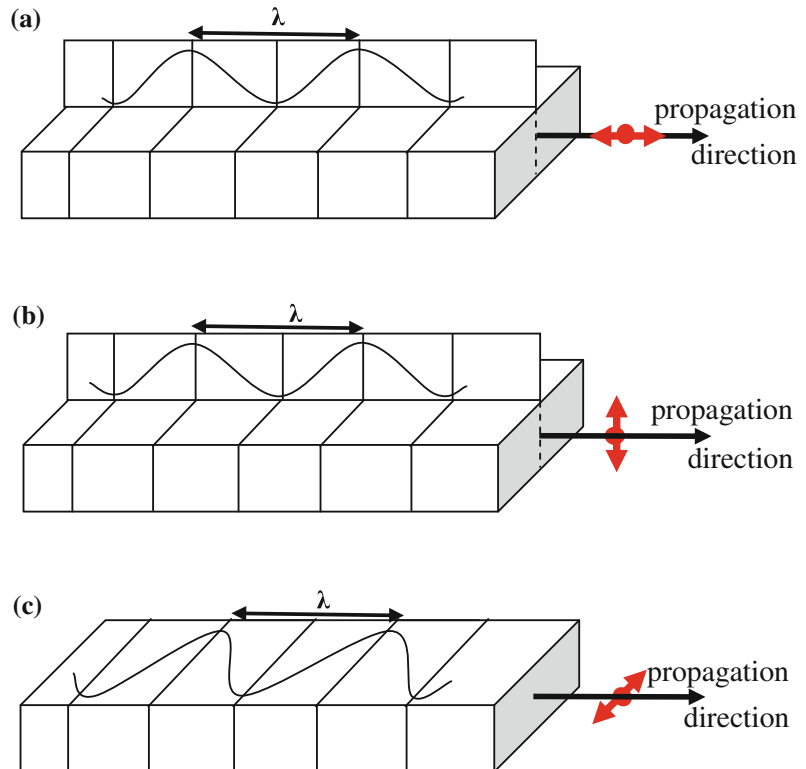 (a)
λ
propagation
direction
(b)
λ
propagation
direction
(c)
λ
propagation
direction